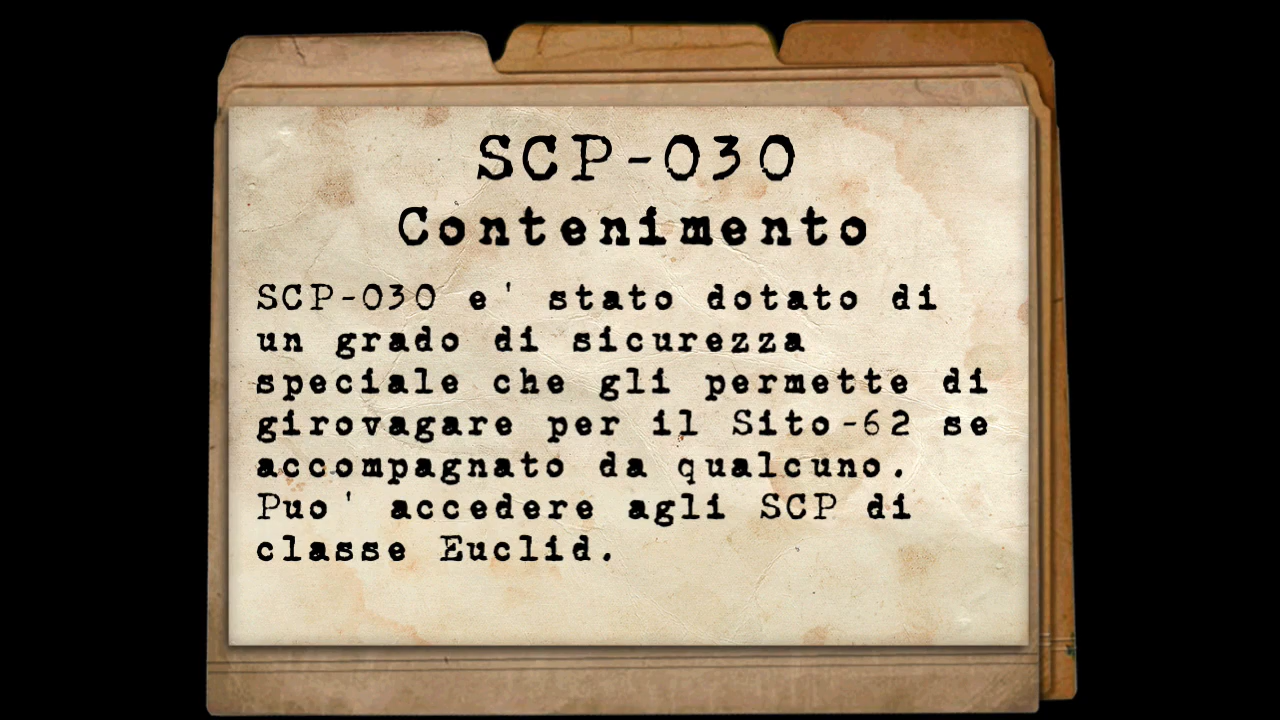 SCP-030
Contenimento
SCP-030 e' stato dotato di
un grado di sicurezza
speciale che gli permette di
girovagare per il Sito-62 se
accompagnato da qualcuno.
Puo' accedere agli SCP di
classe Euclid.